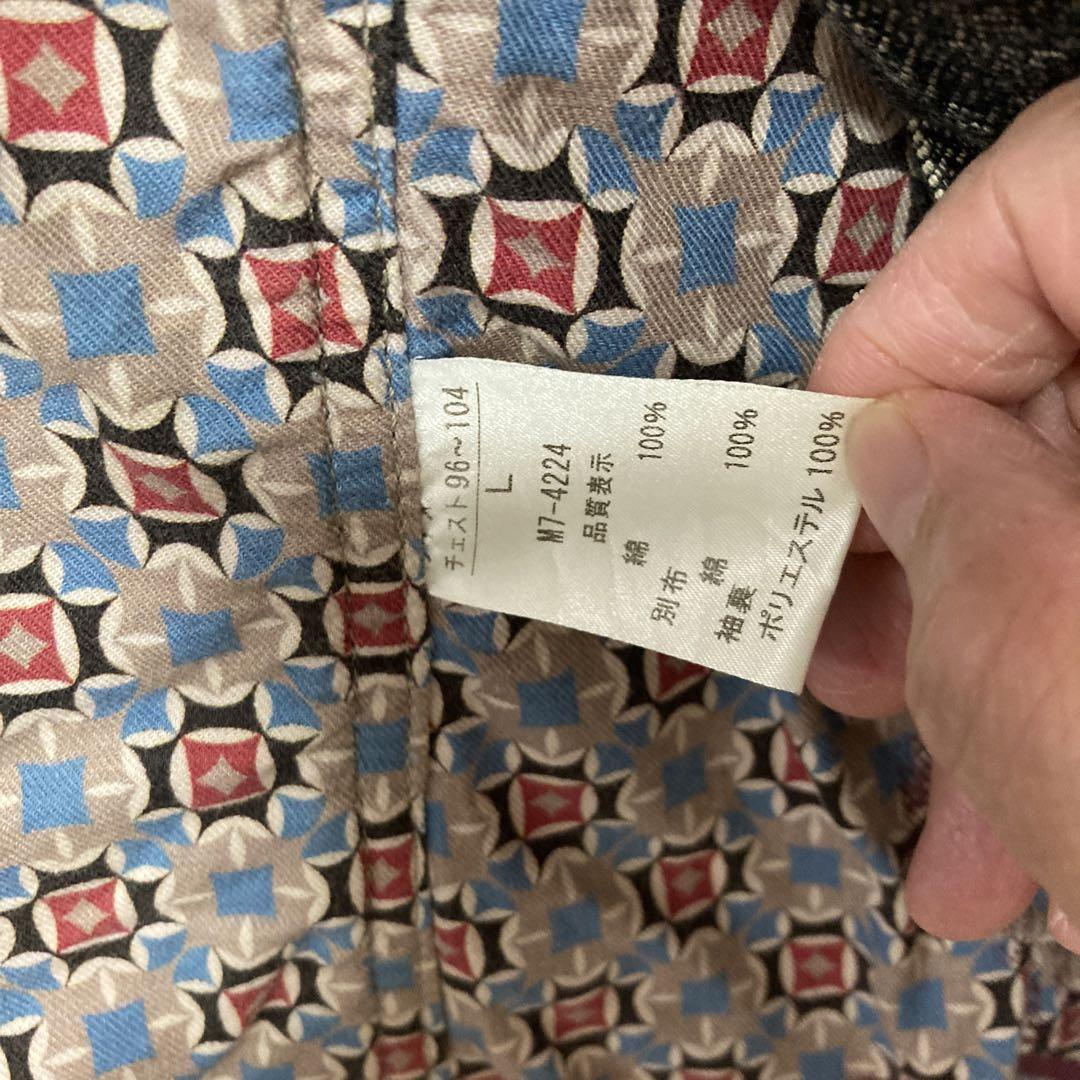 チェスト96～104
L
M7-4224
品質表示
綿 100%
別布
綿 100%
袖裏
ポリエステル 100%